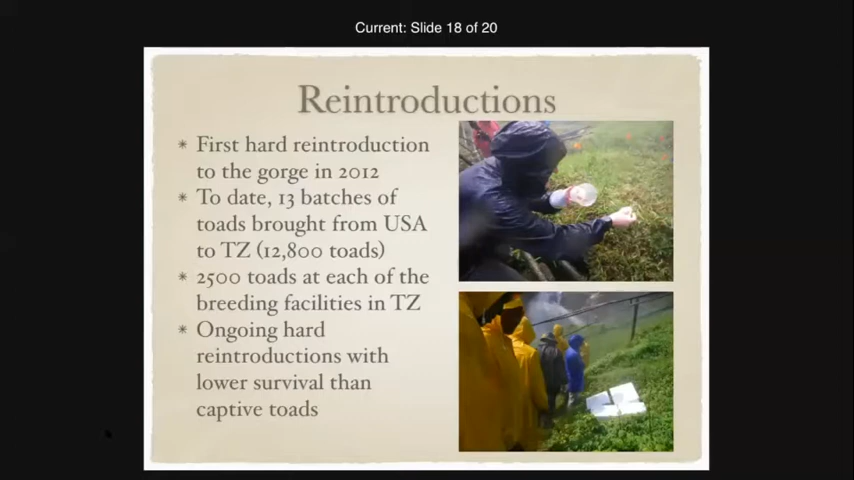 Current: Slide 18 of 20
Reintroductions
* First hard reintroduction
to the gorge in 2012
* To date, 13 batches of
toads brought from USA
to TZ (12,800 toads)
* 2500 toads at each of the
breeding facilities in TZ
* Ongoing hard
reintroductions with
lower survival than
captive toads